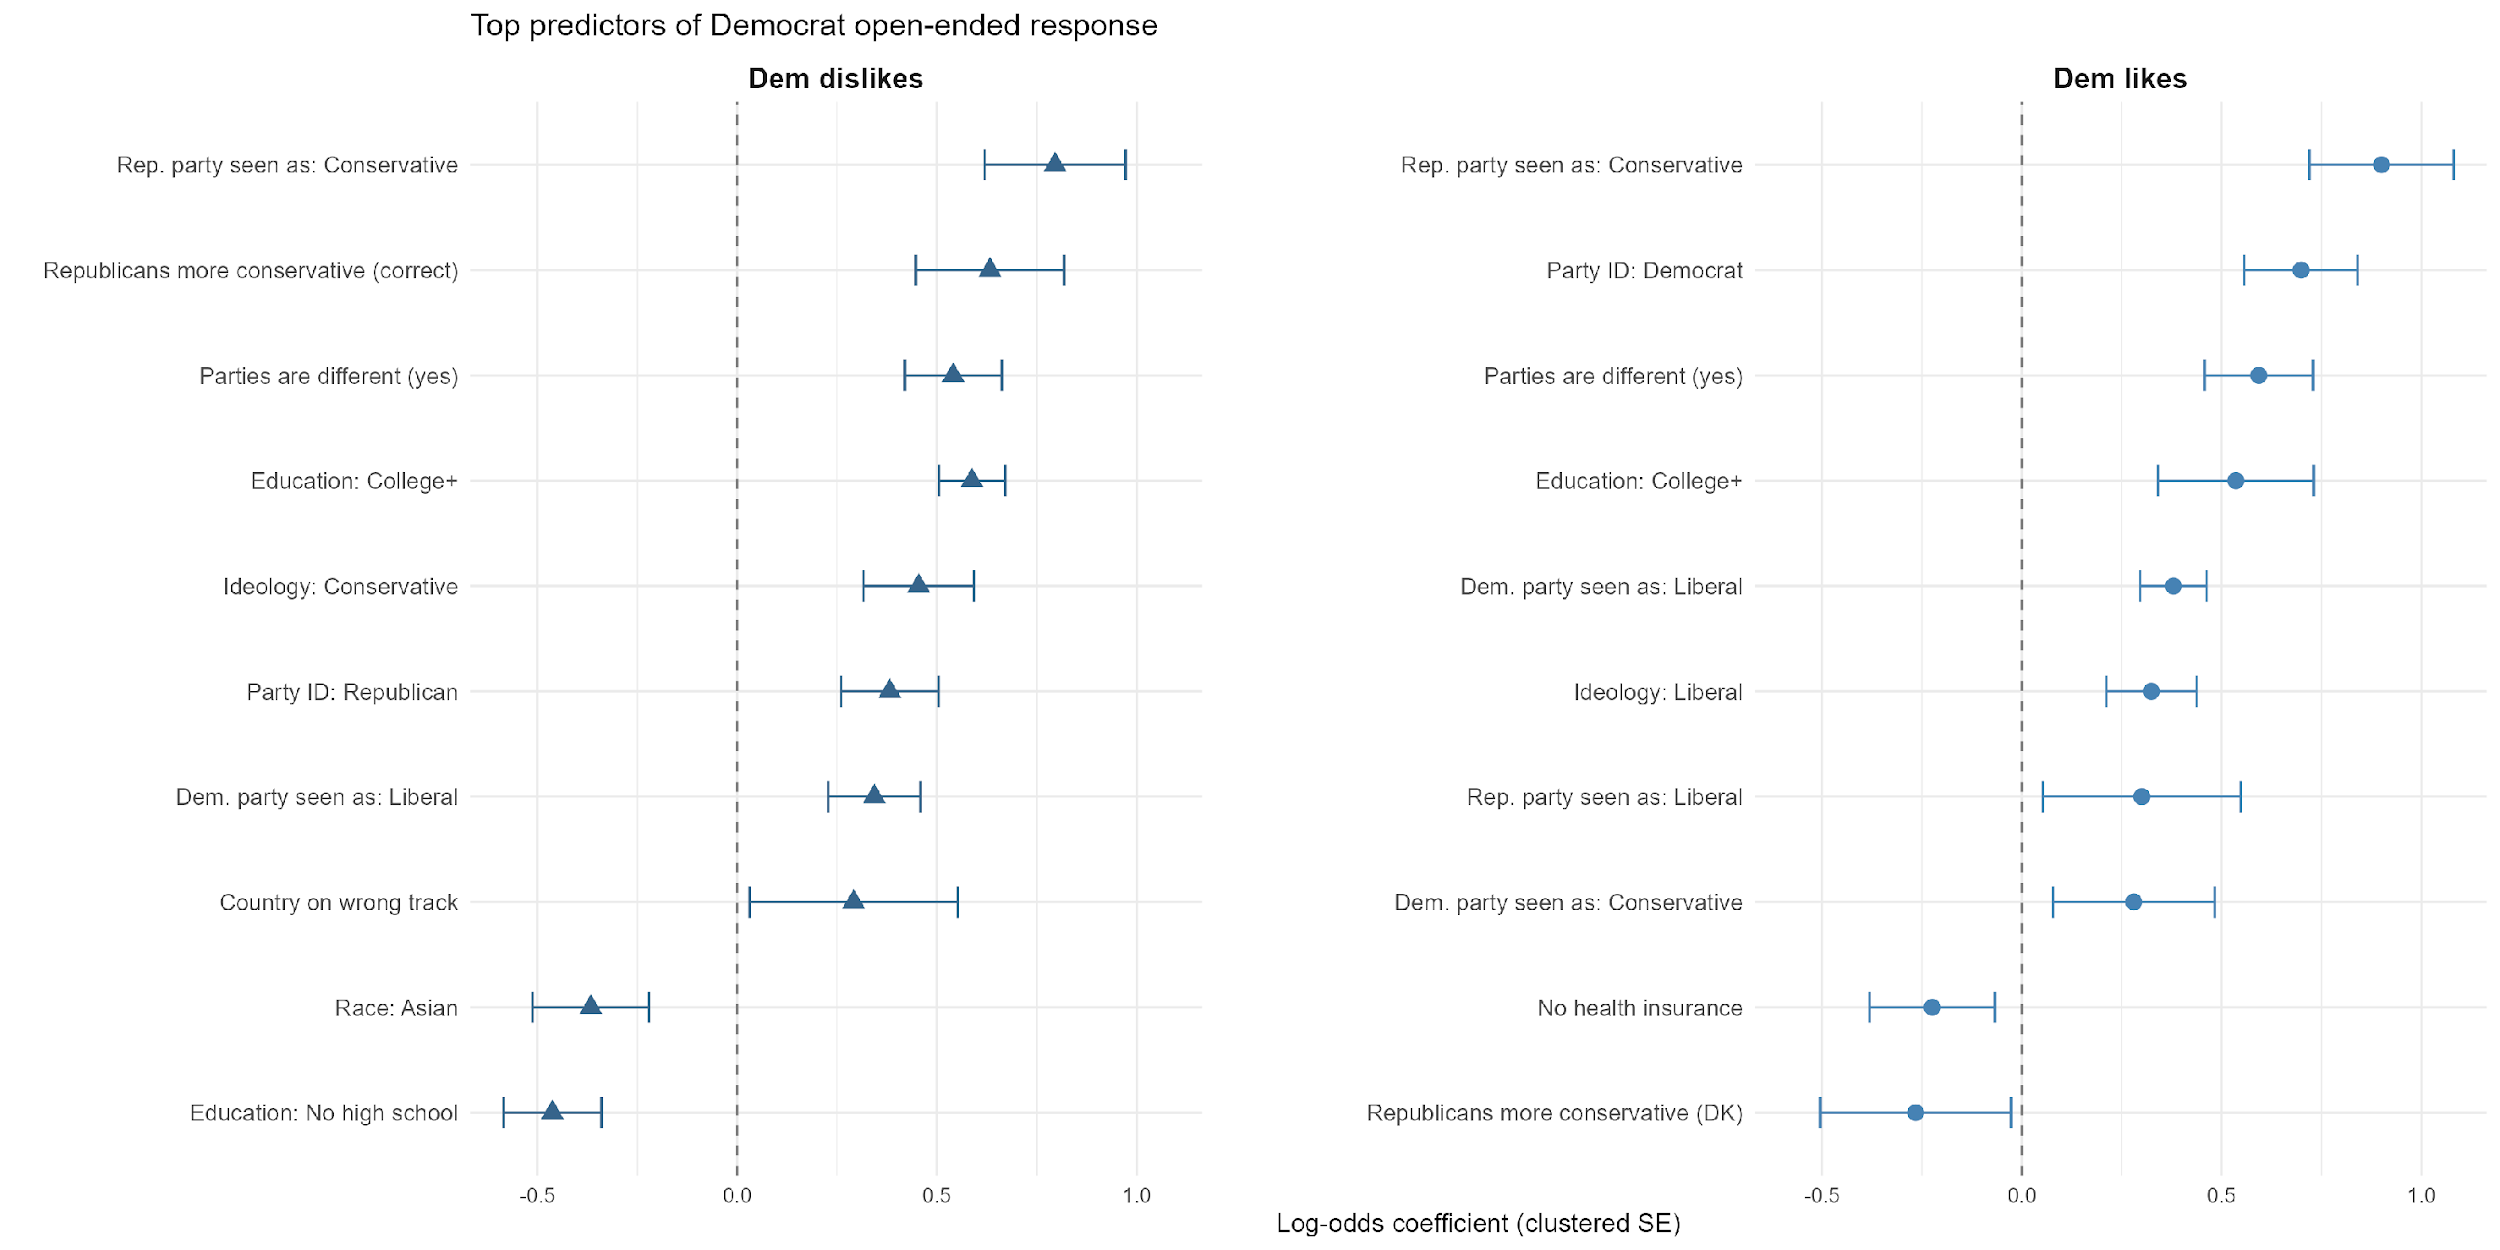 Top predictors of Democrat open-ended response
Dem dislikes
Rep. party seen as: Conservative
Republicans more conservative (correct)
Parties are different (yes)
Education: College+
Ideology: Conservative
Party ID: Republican
Dem. party seen as: Liberal
Country on wrong track
Race: Asian
Education: No high school
-0.5 0.0 0.5 1.0
Dem likes
Rep. party seen as: Conservative
Party ID: Democrat
Parties are different (yes)
Education: College+
Dem. party seen as: Liberal
Ideology: Liberal
Rep. party seen as: Liberal
Dem. party seen as: Conservative
No health insurance
Republicans more conservative (DK)
-0.5 0.0 0.5 1.0
Log-odds coefficient (clustered SE)